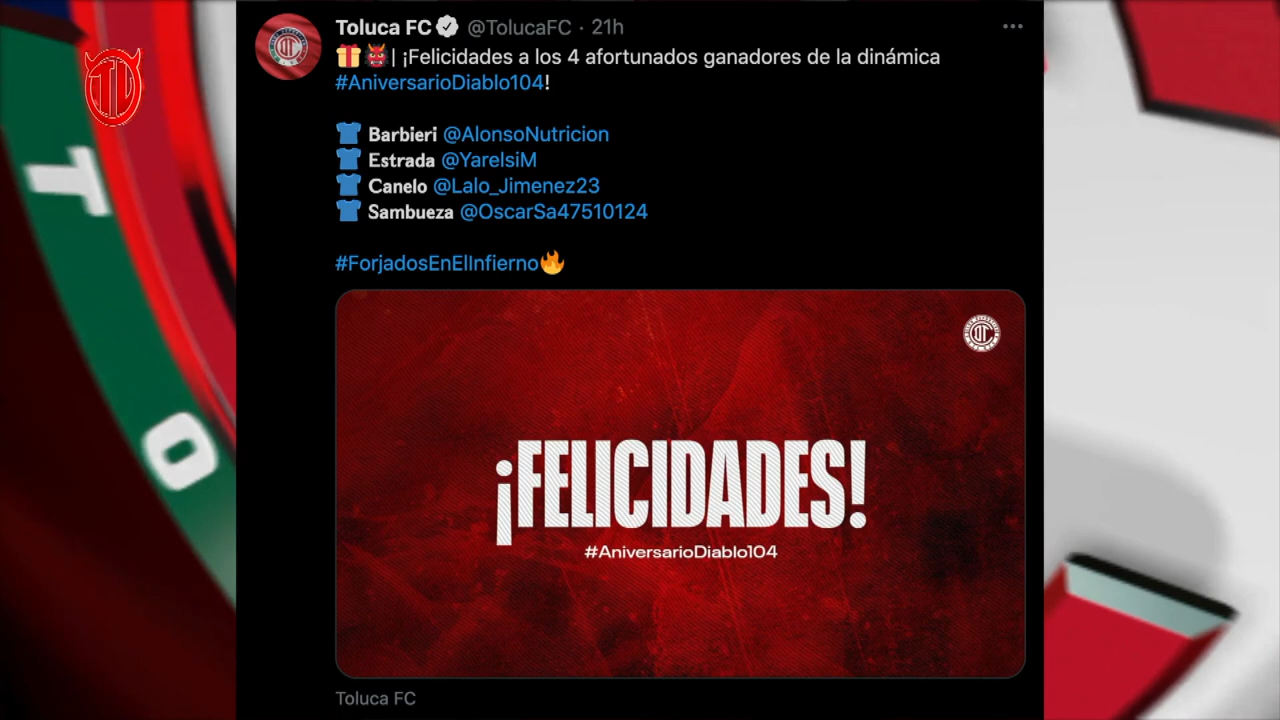 Toluca FC @TolucaFC · 21h
🎁👹| ¡Felicidades a los 4 afortunados ganadores de la dinámica
#AniversarioDiablo104!
👕 Barbieri @AlonsoNutricion
👕 Estrada @YarelsiM
👕 Canelo @Lalo_Jimenez23
👕 Sambueza @OscarSa47510124
#ForjadosEnElInfierno🔥
¡FELICIDADES!
#AniversarioDiablo104
Toluca FC
T
O